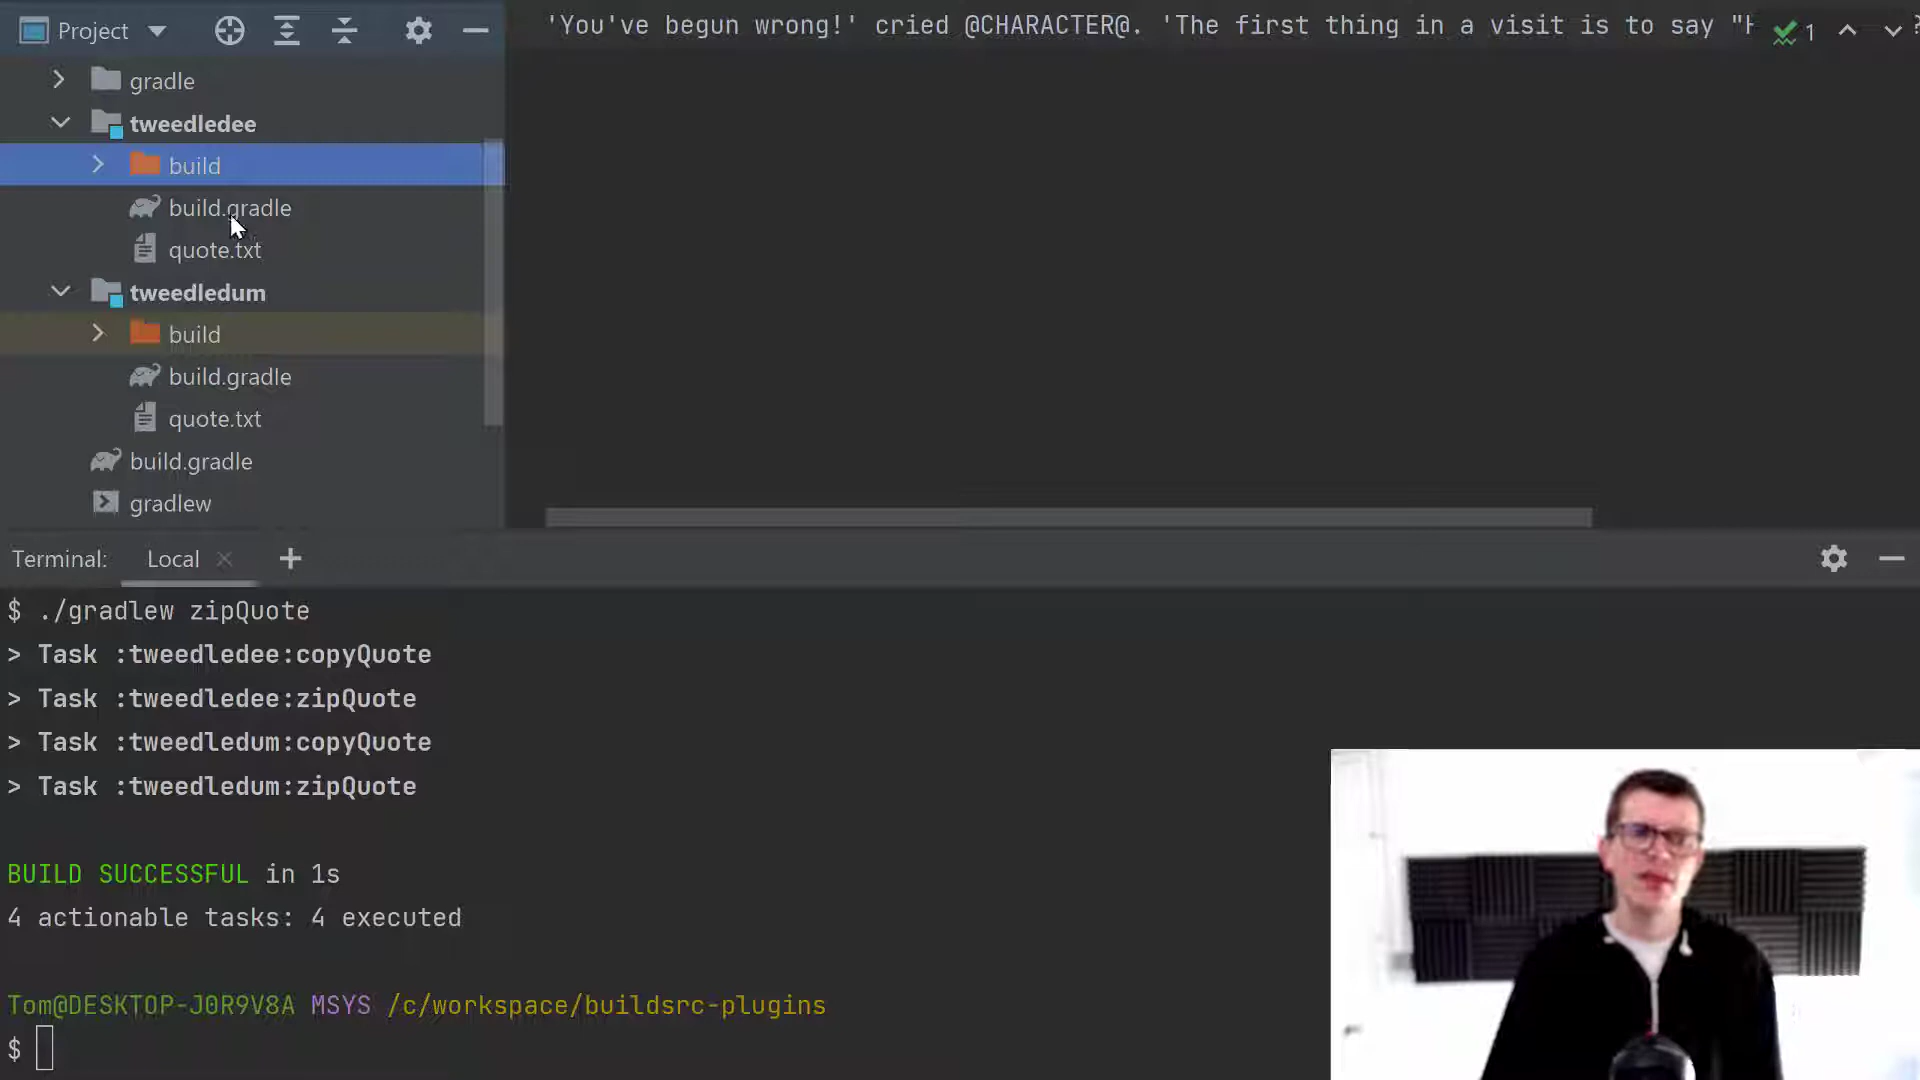 Project
'You've begun wrong!' cried @CHARACTER@. 'The first thing in a visit is to say "H
1
gradle
tweedledee
build
build.gradle
quote.txt
tweedledum
build
build.gradle
quote.txt
build.gradle
gradlew
Terminal: Local
$ ./gradlew zipQuote
> Task :tweedledee:copyQuote
> Task :tweedledee:zipQuote
> Task :tweedledum:copyQuote
> Task :tweedledum:zipQuote
BUILD SUCCESSFUL in 1s
4 actionable tasks: 4 executed
Tom@DESKTOP-J0R9V8A MSYS /c/workspace/buildsrc-plugins
$